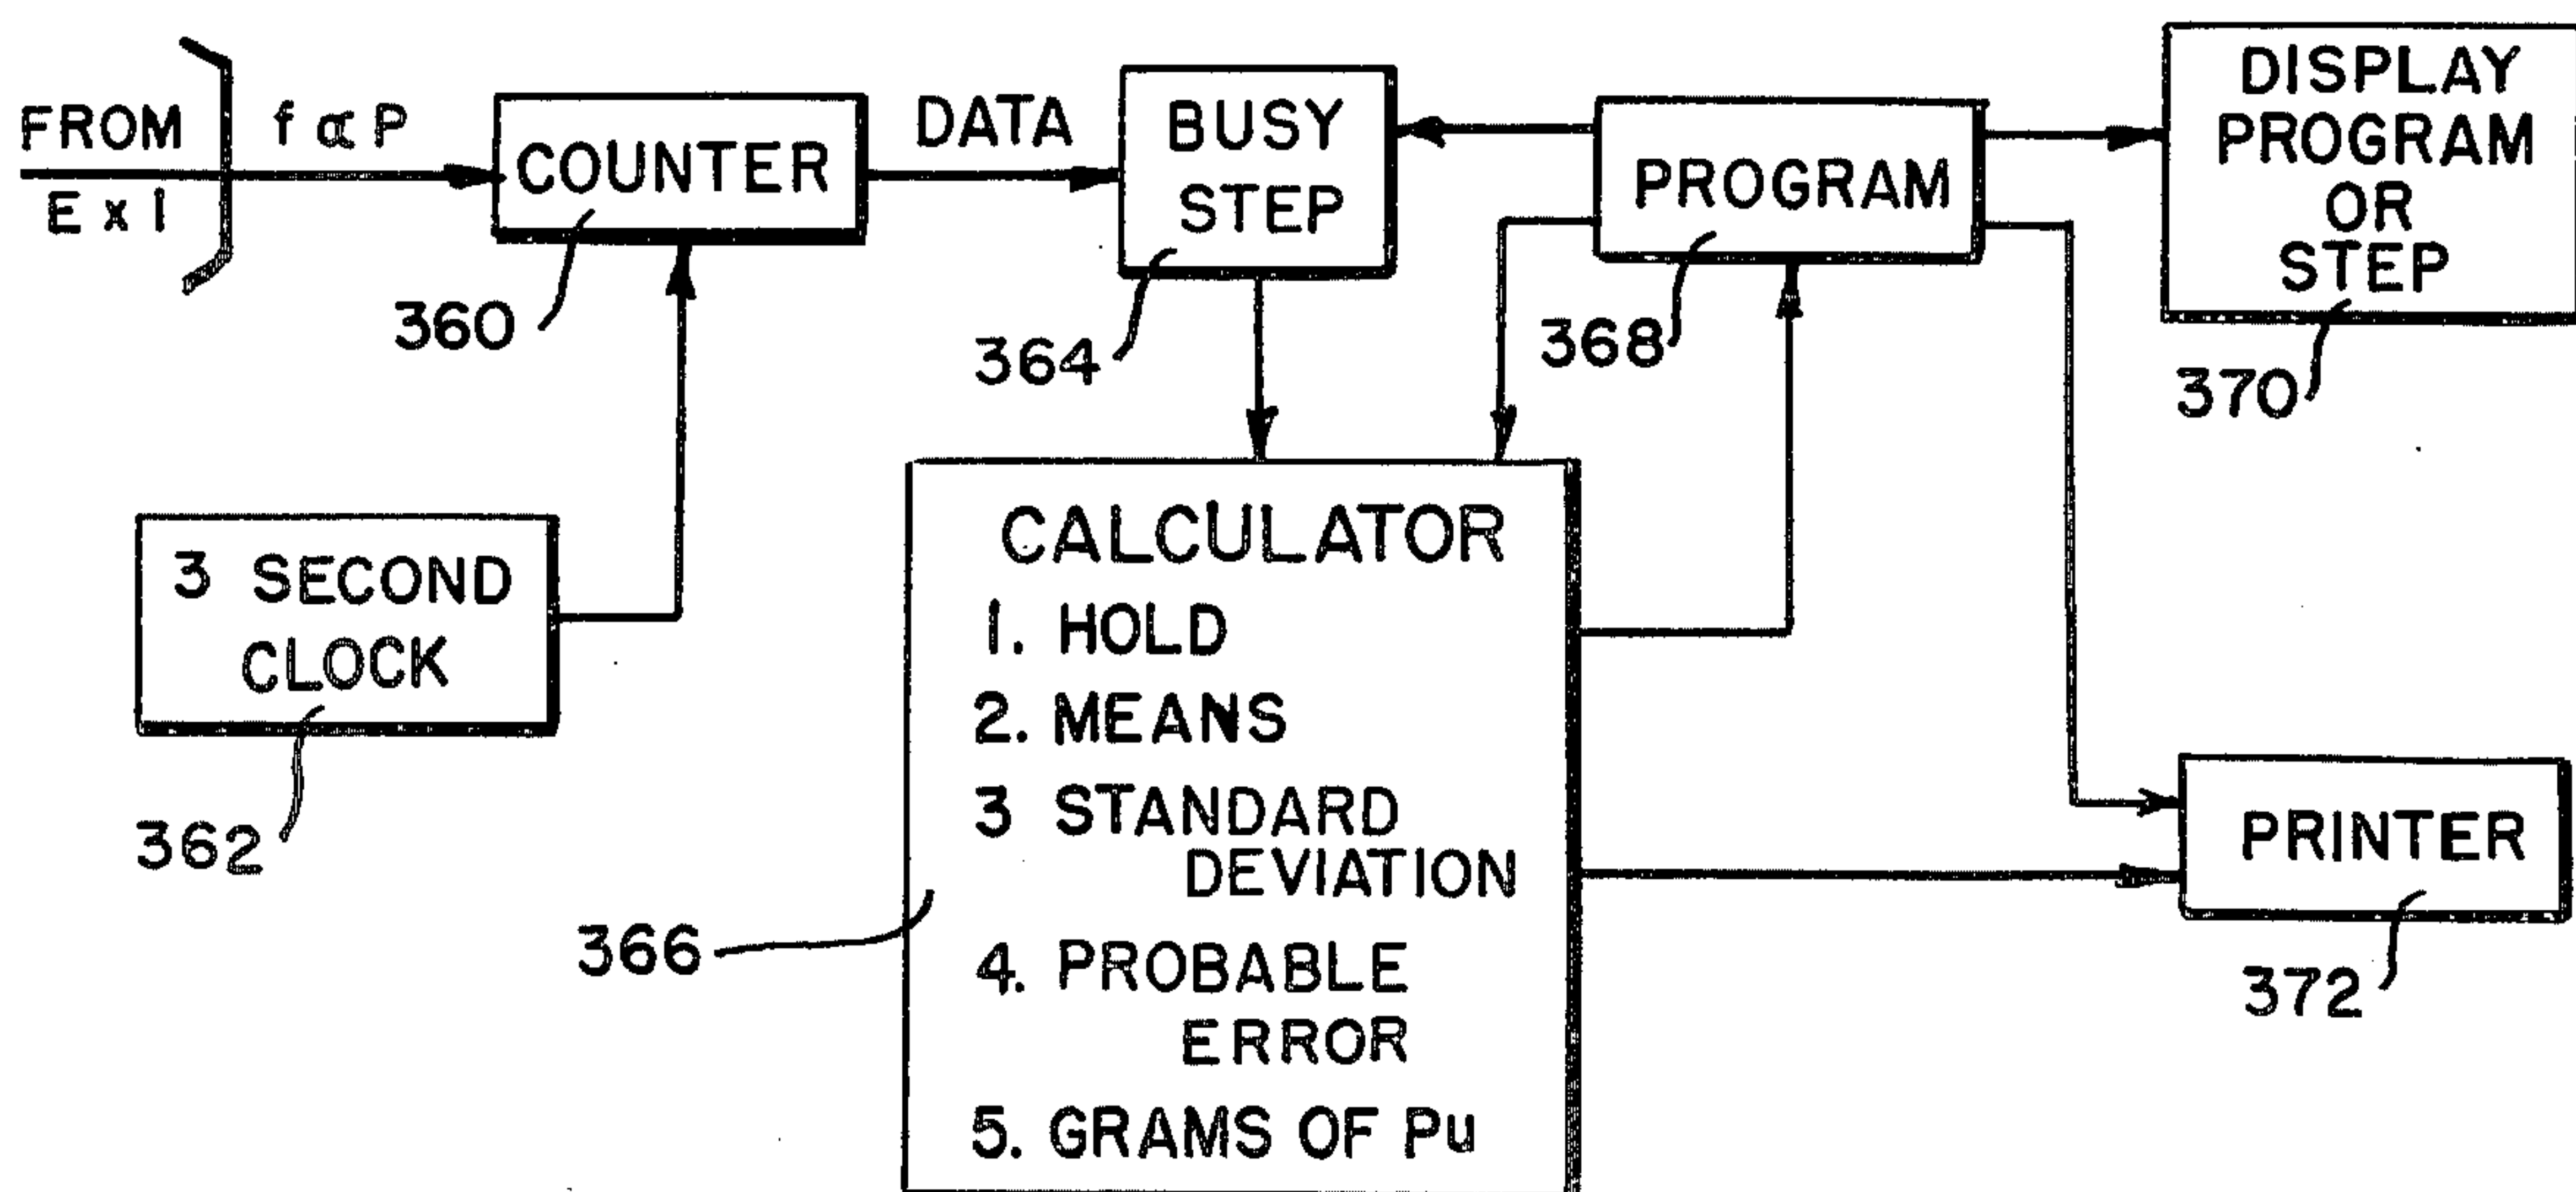 FROM
E x I
f α P
COUNTER
360
DATA
BUSY
STEP
364
PROGRAM
368
DISPLAY
PROGRAM
OR
STEP
370
3 SECOND
CLOCK
362
CALCULATOR
1. HOLD
2. MEANS
3 STANDARD
DEVIATION
4. PROBABLE
ERROR
5. GRAMS OF Pu
366
PRINTER
372